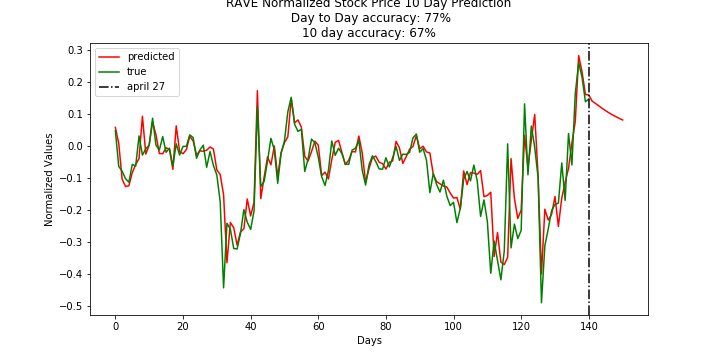 RAVE Normalized Stock Price 10 Day Prediction
Day to Day accuracy: 77%
10 day accuracy: 67%
predicted
true
april 27
Normalized Values
0.3
0.2
0.1
0.0
−0.1
−0.2
−0.3
−0.4
−0.5
0
20
40
60
80
100
120
140
Days